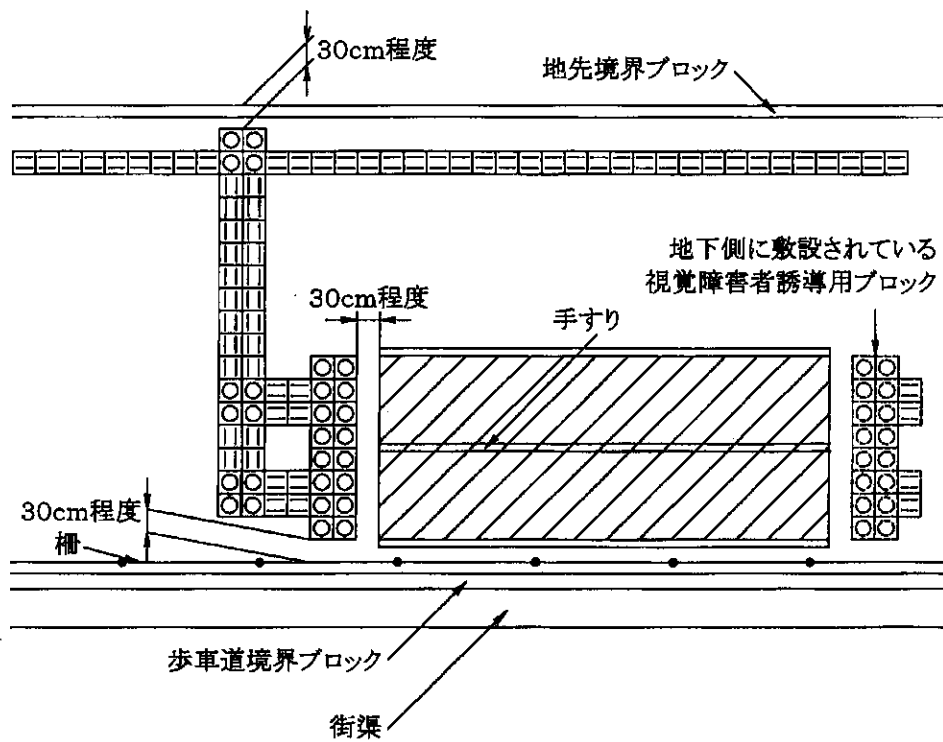 30cm程度
地先境界ブロック
地下側に敷設されている
視覚障害者誘導用ブロック
30cm程度
手すり
30cm程度
柵
歩車道境界ブロック
街渠